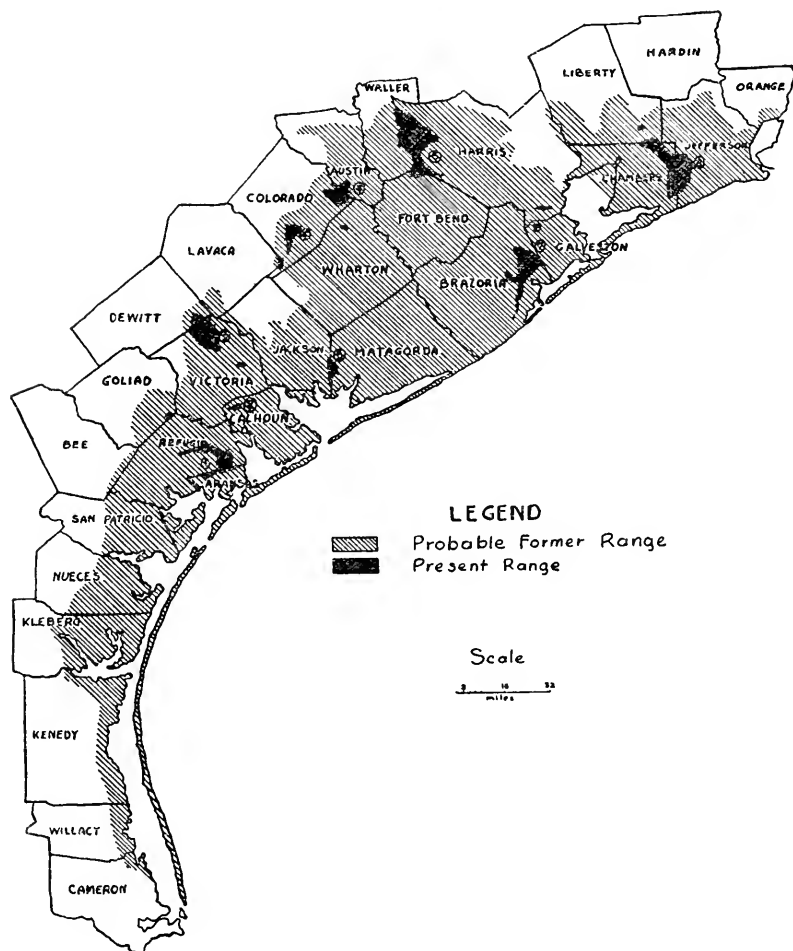 HARDIN
LIBERTY
ORANGE
WALLER
HARRIS
JEFFERSON
AUSTIN
CHAMBERS
COLORADO
FORT BEND
GALVESTON
LAVACA
WHARTON
BRAZORIA
DEWITT
JACKSON
MATAGORDA
GOLIAD
VICTORIA
CALHOUN
BEE
REFUGIO
ARANSAS
SAN PATRICIO
LEGEND
Probable Former Range
Present Range
NUECES
KLEBERG
Scale
16 32
miles
KENEDY
WILLACY
CAMERON